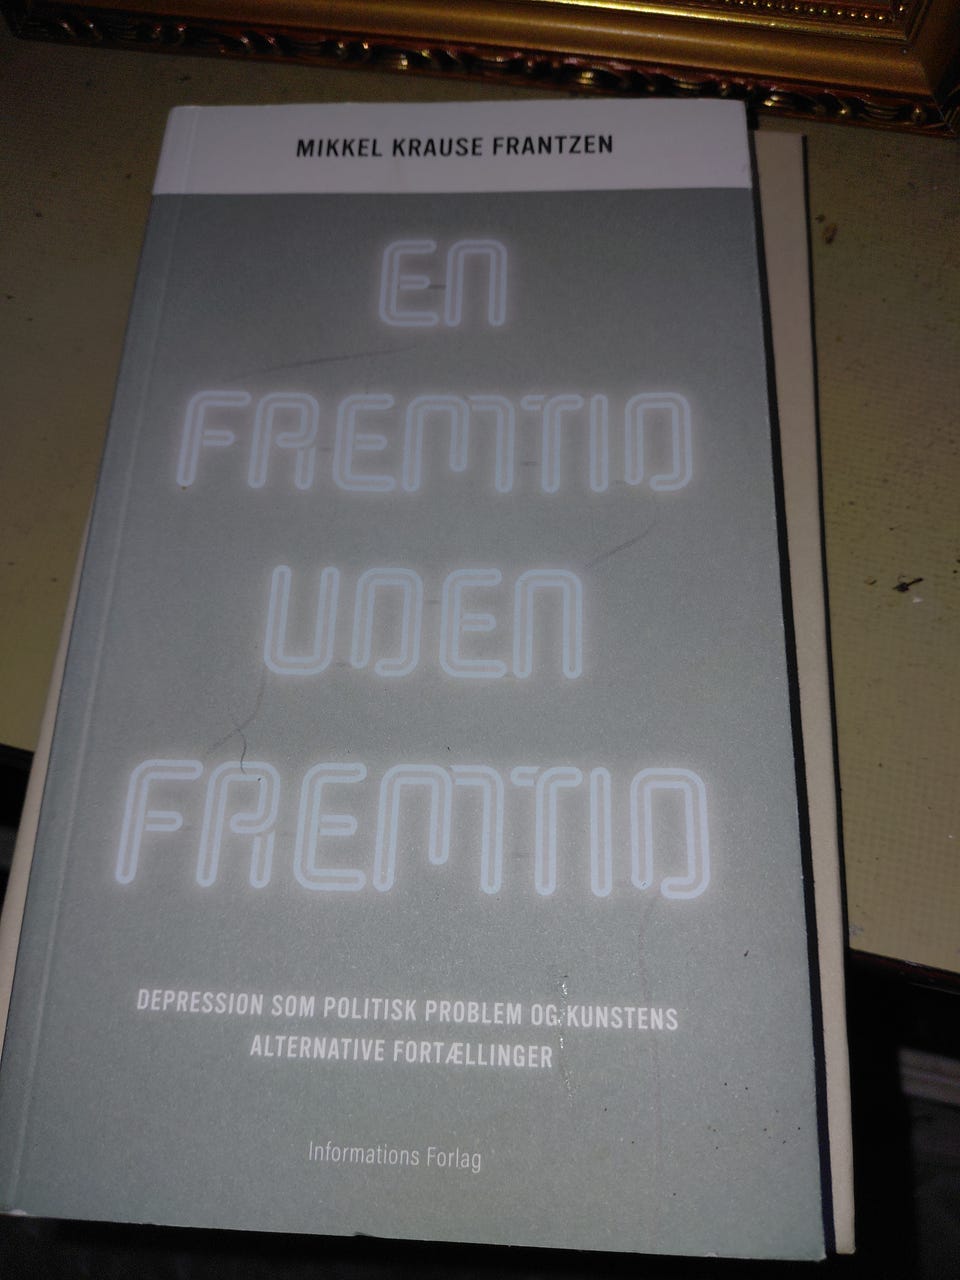 MIKKEL KRAUSE FRANTZEN
EN
FREMTID
UDEN
FREMTID
DEPRESSION SOM POLITISK PROBLEM OG KUNSTENS
ALTERNATIVE FORTÆLLINGER
Informations Forlag